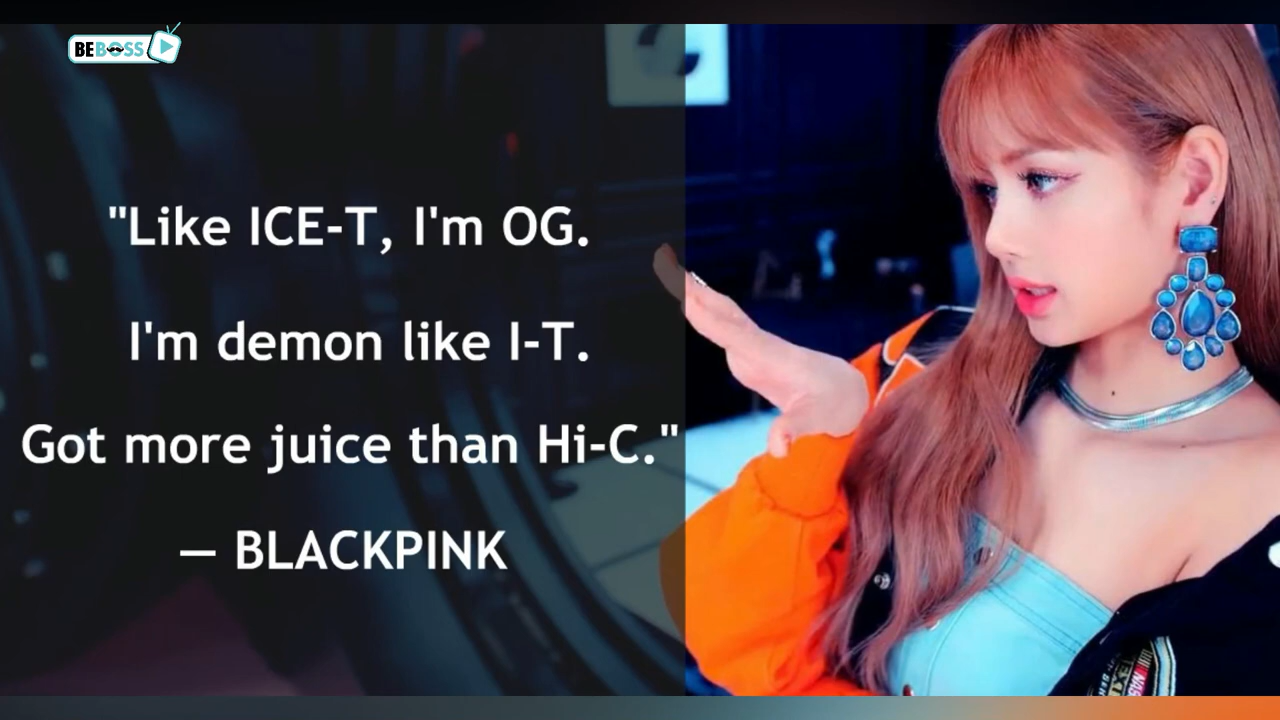 BEBOSS
"Like ICE-T, I'm OG.
I'm demon like I-T.
Got more juice than Hi-C."
— BLACKPINK